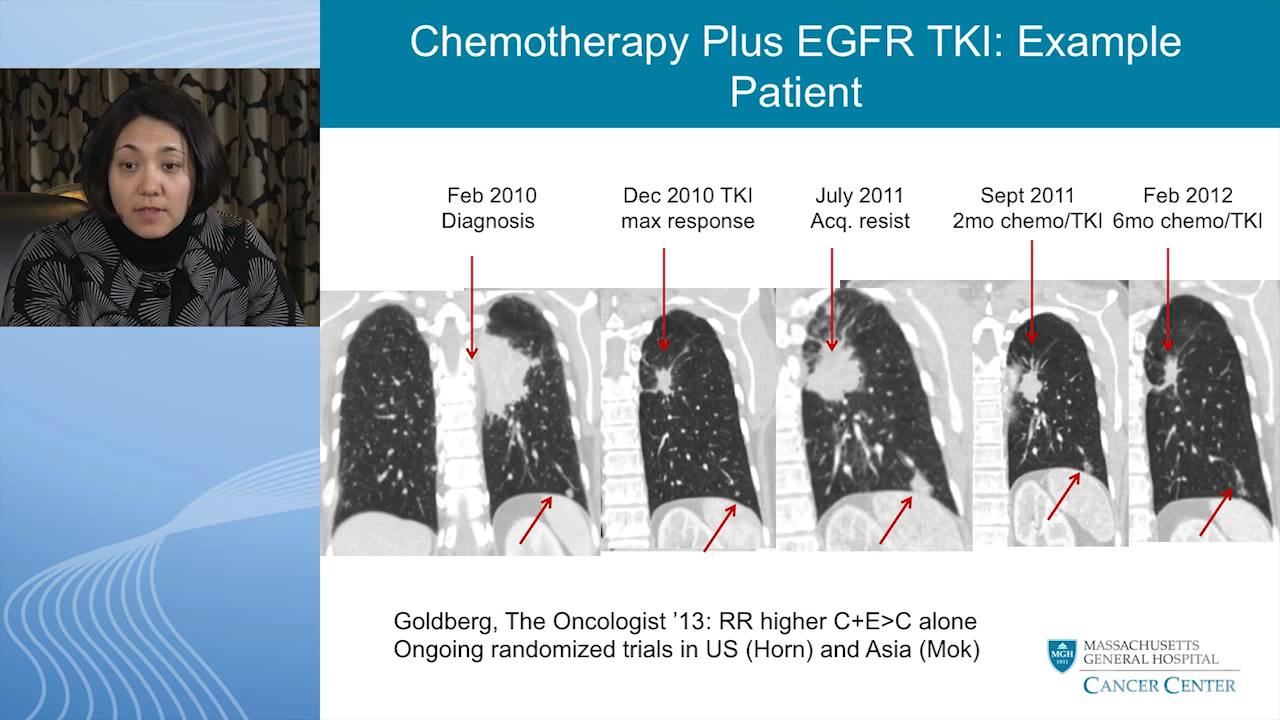 Chemotherapy Plus EGFR TKI: Example
Patient
Feb 2010
Diagnosis
Dec 2010 TKI
max response
July 2011
Acq. resist
Sept 2011
2mo chemo/TKI
Feb 2012
6mo chemo/TKI
Goldberg, The Oncologist ’13: RR higher C+E>C alone
Ongoing randomized trials in US (Horn) and Asia (Mok)
MGH
1811
MASSACHUSETTS
GENERAL HOSPITAL
CANCER CENTER